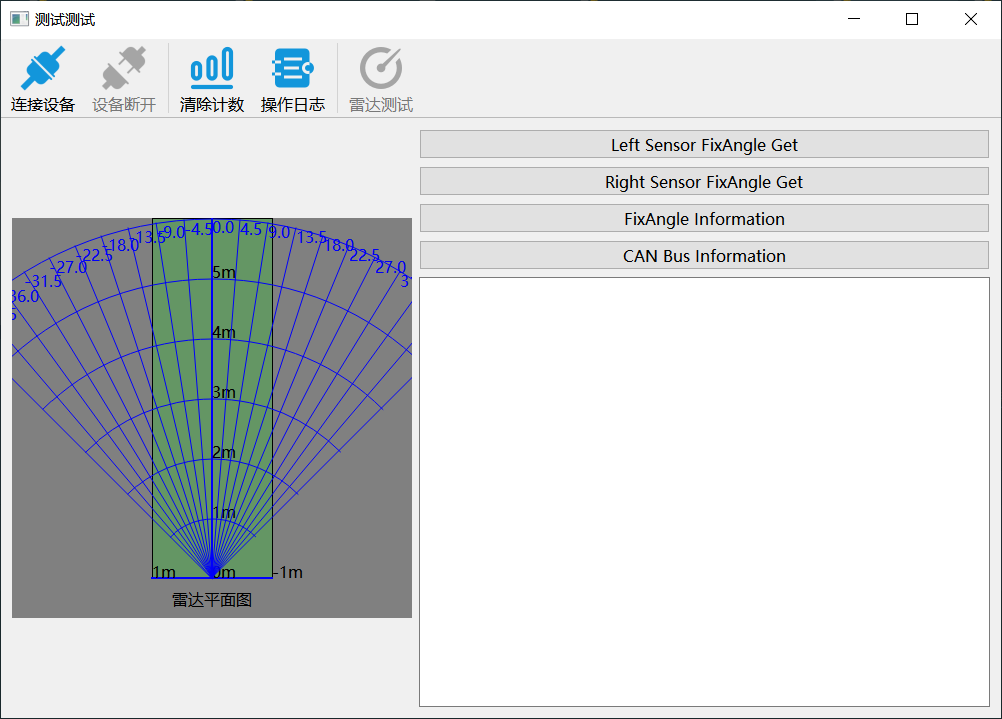 测试测试
连接设备 设备断开 清除计数 操作日志 雷达测试
Left Sensor FixAngle Get
Right Sensor FixAngle Get
FixAngle Information
CAN Bus Information
-36.0 -31.5 -27.0 -22.5 -18.0 -13.5 -9.0 -4.5 0.0 4.5 9.0 13.5 18.0 22.5 27.0
5m
4m
3m
2m
1m
1m 0m -1m
雷达平面图